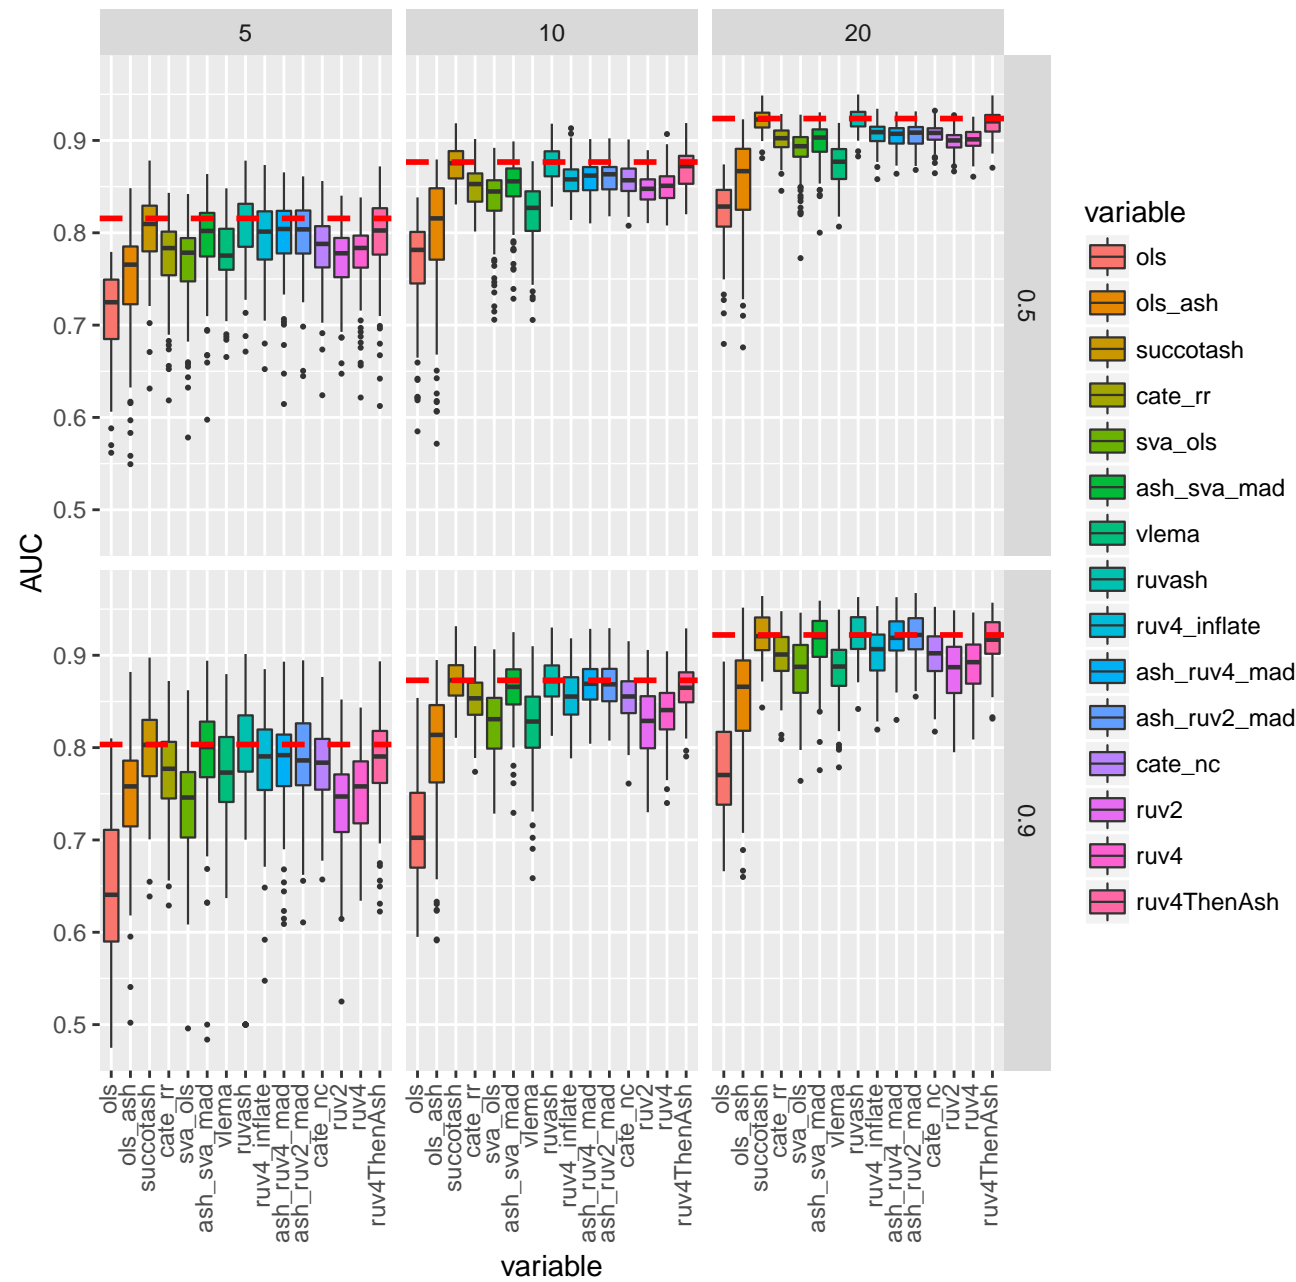 5
10
20
0.5
0.9
AUC
0.9
0.8
0.7
0.6
0.5
0.9
0.8
0.7
0.6
0.5
ols
ols_ash
succotash
cate_rr
sva_ols
ash_sva_mad
vlema
ruvash
ruv4_inflate
ash_ruv4_mad
ash_ruv2_mad
cate_nc
ruv2
ruv4
ruv4ThenAsh
ols
ols_ash
succotash
cate_rr
sva_ols
ash_sva_mad
vlema
ruvash
ruv4_inflate
ash_ruv4_mad
ash_ruv2_mad
cate_nc
ruv2
ruv4
ruv4ThenAsh
ols
ols_ash
succotash
cate_rr
sva_ols
ash_sva_mad
vlema
ruvash
ruv4_inflate
ash_ruv4_mad
ash_ruv2_mad
cate_nc
ruv2
ruv4
ruv4ThenAsh
variable
variable
ols
ols_ash
succotash
cate_rr
sva_ols
ash_sva_mad
vlema
ruvash
ruv4_inflate
ash_ruv4_mad
ash_ruv2_mad
cate_nc
ruv2
ruv4
ruv4ThenAsh